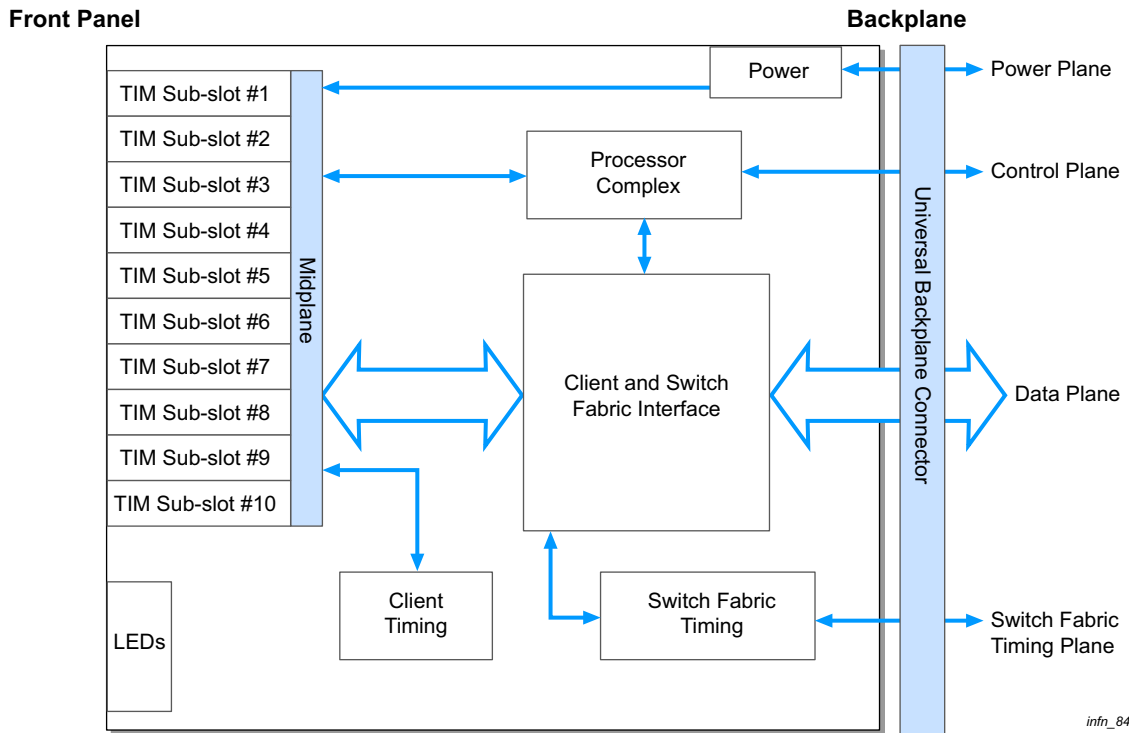 Front Panel
Backplane
Power
Power Plane
TIM Sub-slot #1
TIM Sub-slot #2
TIM Sub-slot #3
TIM Sub-slot #4
TIM Sub-slot #5
TIM Sub-slot #6
TIM Sub-slot #7
TIM Sub-slot #8
TIM Sub-slot #9
TIM Sub-slot #10
Midplane
Processor
Complex
Control Plane
Universal Backplane Connector
Client and Switch
Fabric Interface
Data Plane
Client
Timing
Switch Fabric
Timing
Switch Fabric
Timing Plane
LEDs
infn_84